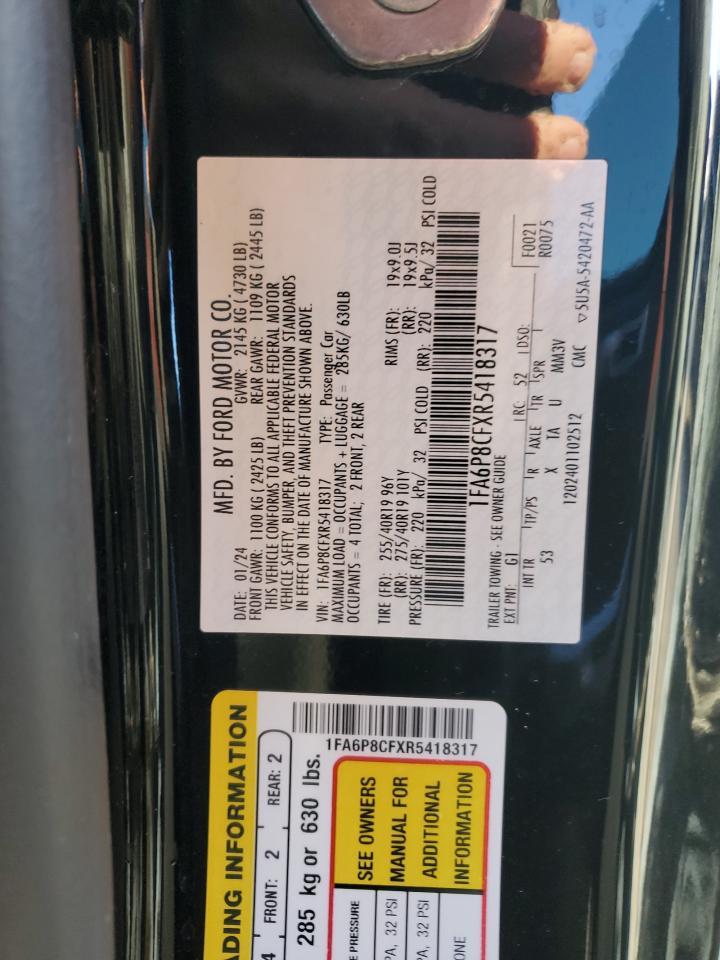 MFD. BY FORD MOTOR CO.
DATE: 01/24 GVWR: 2145 KG ( 4730 LB)
FRONT GAWR: 1100 KG ( 2425 LB) REAR GAWR: 1109 KG ( 2445 LB)
THIS VEHICLE CONFORMS TO ALL APPLICABLE FEDERAL MOTOR
VEHICLE SAFETY, BUMPER, AND THEFT PREVENTION STANDARDS
IN EFFECT ON THE DATE OF MANUFACTURE SHOWN ABOVE.
VIN: 1FA6P8CFXR5418317 TYPE: Passenger Car
MAXIMUM LOAD = OCCUPANTS + LUGGAGE = 285KG/ 630LB
OCCUPANTS = 4 TOTAL; 2 FRONT, 2 REAR
TIRE (FR): 255/40R19 96Y RIMS (FR): 19x9.0J
(RR): 275/40R19 101Y (RR): 19x9.5J
PRESSURE (FR): 220 kPa/ 32 PSI COLD (RR): 220 kPa/ 32 PSI COLD
1FA6P8CFXR5418317
TRAILER TOWING - SEE OWNER GUIDE
EXT PNT: G1 RC: 52 DSO: F0021
R0075
INT TR TP/PS R AXLE TR SPR
53 X TA U MM3V
1202401102512 CMC ▽5U5A-5420472-AA
ADING INFORMATION
1FA6P8CFXR5418317
4 FRONT: 2 REAR: 2
285 kg or 630 lbs.
E PRESSURE
PA, 32 PSI
PA, 32 PSI
ONE
SEE OWNERS
MANUAL FOR
ADDITIONAL
INFORMATION